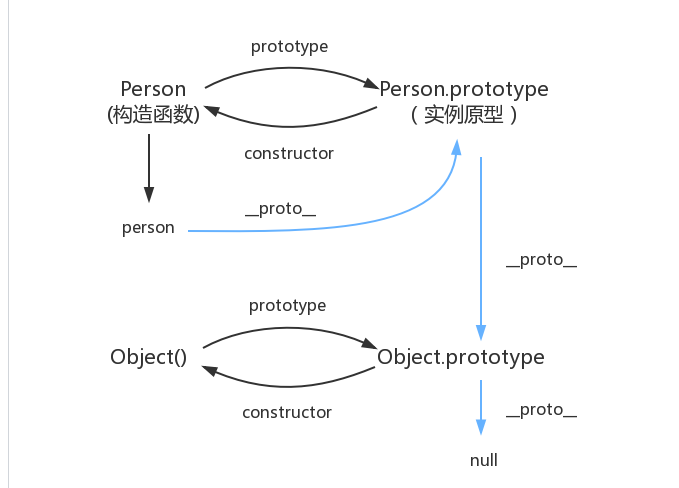 prototype
Person
(构造函数)
Person.prototype
（实例原型）
constructor
person
__proto__
__proto__
prototype
Object()
Object.prototype
constructor
__proto__
null